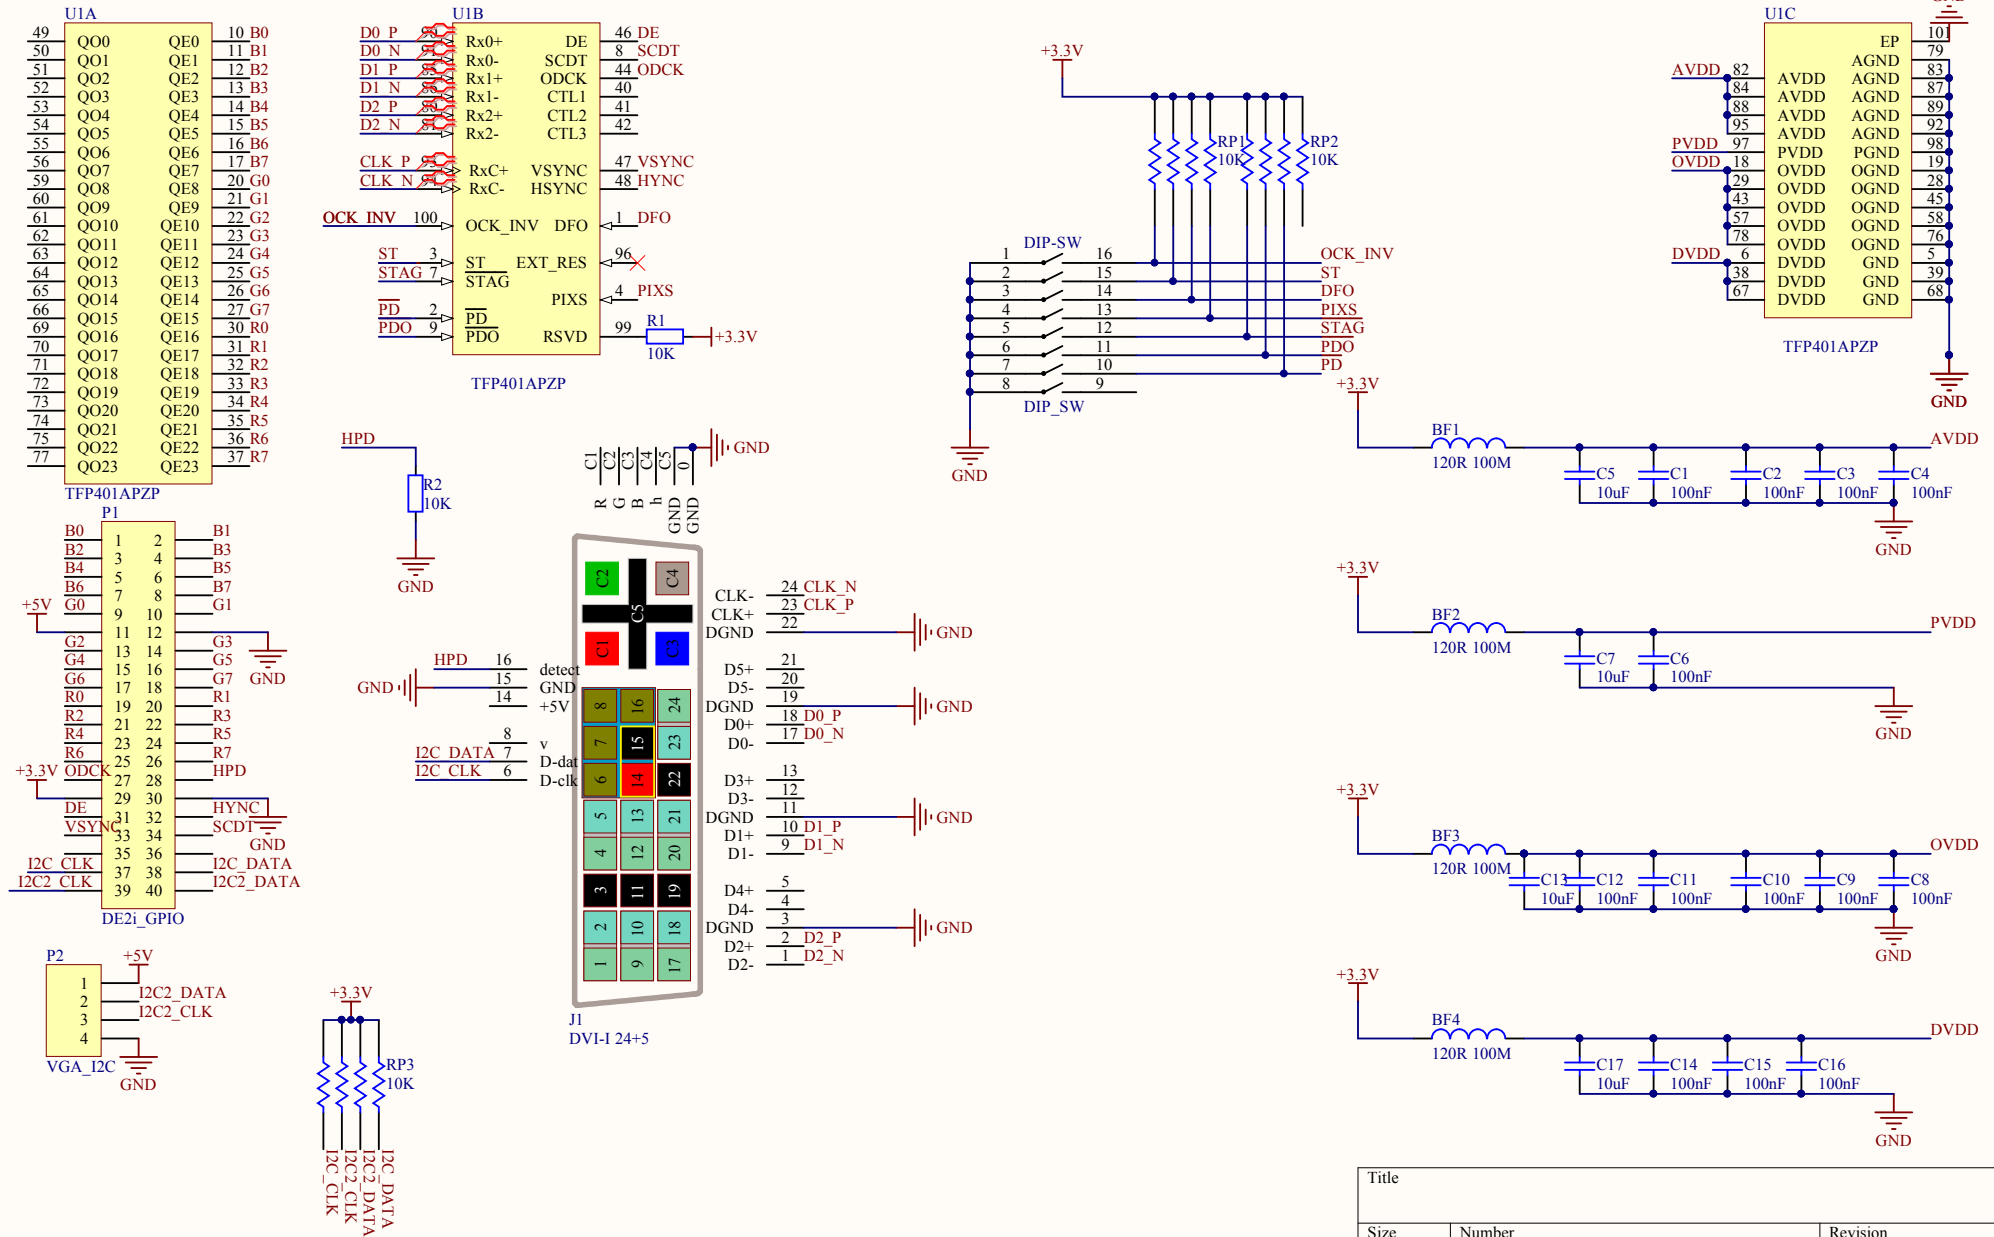 U1A
49 QO0 QE0 10 B0
50 QO1 QE1 11 B1
51 QO2 QE2 12 B2
52 QO3 QE3 13 B3
53 QO4 QE4 14 B4
54 QO5 QE5 15 B5
55 QO6 QE6 16 B6
56 QO7 QE7 17 B7
59 QO8 QE8 20 G0
60 QO9 QE9 21 G1
61 QO10 QE10 22 G2
62 QO11 QE11 23 G3
63 QO12 QE12 24 G4
64 QO13 QE13 25 G5
65 QO14 QE14 26 G6
66 QO15 QE15 27 G7
69 QO16 QE16 30 R0
70 QO17 QE17 31 R1
71 QO18 QE18 32 R2
72 QO19 QE19 33 R3
73 QO20 QE20 34 R4
74 QO21 QE21 35 R5
75 QO22 QE22 36 R6
77 QO23 QE23 37 R7
TFP401APZP
U1B
D0_P Rx0+ DE 46 DE
D0_N Rx0- SCDT 8 SCDT
D1_P Rx1+ ODCK 44 ODCK
D1_N Rx1- CTL1 40
D2_P Rx2+ CTL2 41
D2_N Rx2- CTL3 42
CLK_P RxC+ VSYNC 47 VSYNC
CLK_N RxC- HSYNC 48 HYNC
OCK_INV 100 OCK_INV DFO 1 DFO
ST 3 ST EXT_RES 96
STAG 7 STAG
PIXS 4 PIXS
PD 2 PD
PDO 9 PDO RSVD 99 R1 10K +3.3V
TFP401APZP
+3.3V
RP1 10K
RP2 10K
DIP-SW
1 16 OCK_INV
2 15 ST
3 14 DFO
4 13 PIXS
5 12 STAG
6 11 PDO
7 10 PD
8 9
DIP_SW
GND
GND
U1C
EP 101
AGND 79
AVDD 82 AVDD AGND 83
84 AVDD AGND 87
88 AVDD AGND 89
95 AVDD AGND 92
PVDD 97 PVDD PGND 98
OVDD 18 OVDD OGND 19
29 OVDD OGND 28
43 OVDD OGND 45
57 OVDD OGND 58
78 OVDD OGND 76
DVDD 6 DVDD GND 5
38 DVDD GND 39
67 DVDD GND 68
TFP401APZP
GND
P1
B0 1 2 B1
B2 3 4 B3
B4 5 6 B5
B6 7 8 B7
+5V G0 9 10 G1
11 12
G2 13 14 G3
G4 15 16 G5 GND
G6 17 18 G7
R0 19 20 R1
R2 21 22 R3
R4 23 24 R5
R6 25 26 R7
+3.3V ODCK 27 28 HPD
29 30
DE 31 32 HYNC
VSYNC 33 34 SCDT
35 36 GND
I2C_CLK 37 38 I2C_DATA
I2C2_CLK 39 40 I2C2_DATA
DE2i_GPIO
P2
+5V
1
2 I2C2_DATA
3 I2C2_CLK
4
VGA_I2C
GND
HPD
R2
10K
GND
+3.3V
RP3
10K
I2C_CLK
I2C2_CLK
I2C2_DATA
I2C_DATA
C1 C2 C3 C4 C5 0 GND
R G B h GND GND
C2 C4
C5
C1 C3
8 16 24
7 15 23
6 14 22
5 13 21
4 12 20
3 11 19
2 10 18
1 9 17
HPD 16 detect
GND 15 GND
14 +5V
8 v
I2C_DATA 7 D-dat
I2C_CLK 6 D-clk
CLK- 24 CLK_N
CLK+ 23 CLK_P
DGND 22 GND
D5+ 21
D5- 20
DGND 19 GND
D0+ 18 D0_P
D0- 17 D0_N
D3+ 13
D3- 12
DGND 11 GND
D1+ 10 D1_P
D1- 9 D1_N
D4+ 5
D4- 4
DGND 3 GND
D2+ 2 D2_P
D2- 1 D2_N
J1
DVI-I 24+5
+3.3V
BF1 AVDD
120R 100M
C5 C1 C2 C3 C4
10uF 100nF 100nF 100nF 100nF
GND
+3.3V
BF2 PVDD
120R 100M
C7 C6
10uF 100nF
GND
+3.3V
BF3 OVDD
120R 100M
C13 C12 C11 C10 C9 C8
10uF 100nF 100nF 100nF 100nF 100nF
GND
+3.3V
BF4 DVDD
120R 100M
C17 C14 C15 C16
10uF 100nF 100nF 100nF
GND
Title
Size Number Revision